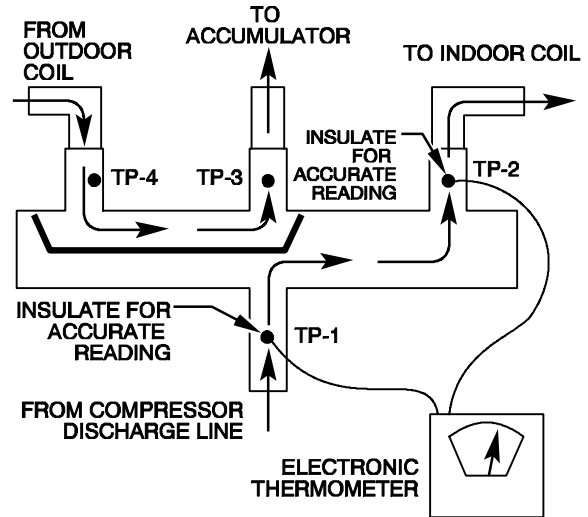 FROM
OUTDOOR
COIL
TO
ACCUMULATOR
TO INDOOR COIL
INSULATE
FOR
ACCURATE
READING
TP-4
TP-3
TP-2
INSULATE FOR
ACCURATE
READING
TP-1
FROM COMPRESSOR
DISCHARGE LINE
ELECTRONIC
THERMOMETER